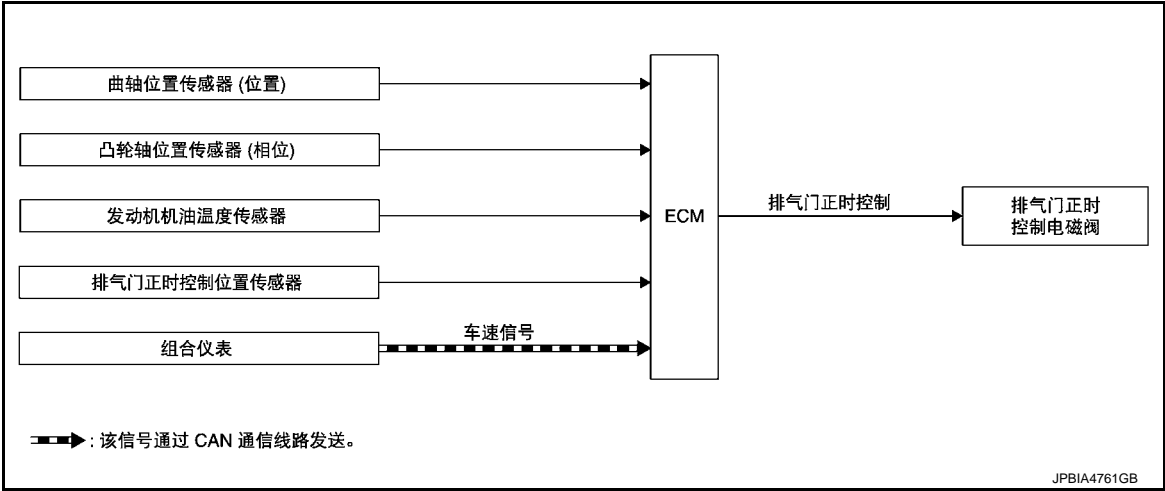 曲轴位置传感器 (位置)
凸轮轴位置传感器 (相位)
发动机机油温度传感器
排气门正时控制位置传感器
组合仪表
车速信号
ECM
排气门正时控制
排气门正时
控制电磁阀
: 该信号通过 CAN 通信线路发送。
JPBIA4761GB